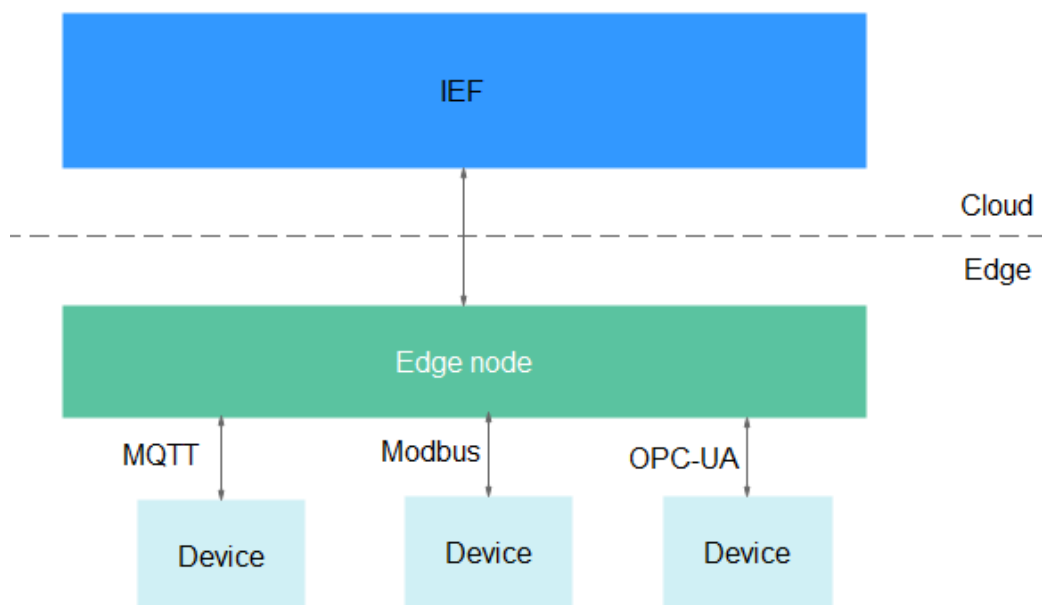 IEF
Cloud
Edge
Edge node
MQTT
Modbus
OPC-UA
Device
Device
Device